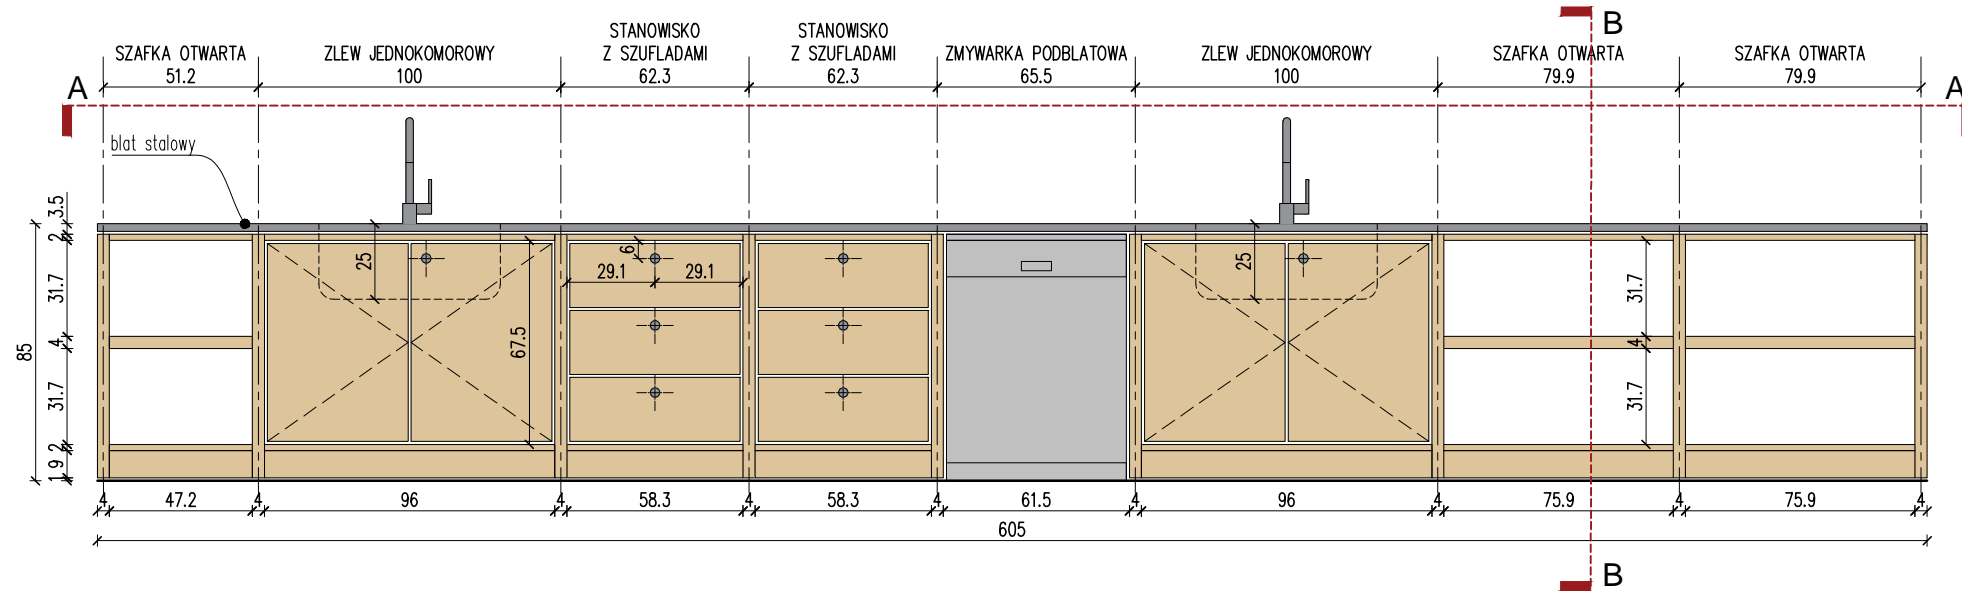 B
STANOWISKO
STANOWISKO
SZAFKA OTWARTA
ZLEW JEDNOKOMOROWY
Z SZUFLADAMI
Z SZUFLADAMI
ZMYWARKA PODBLATOWA
ZLEW JEDNOKOMOROWY
SZAFKA OTWARTA
SZAFKA OTWARTA
51.2
100
62.3
62.3
65.5
100
79.9
79.9
A
A
blat stalowy
3.5
2
31.7
4
31.7
2
9
1
85
25
67.5
6
29.1
29.1
25
31.7
4
31.7
4
47.2
4
96
4
58.3
4
58.3
4
61.5
4
96
4
75.9
4
75.9
4
605
B